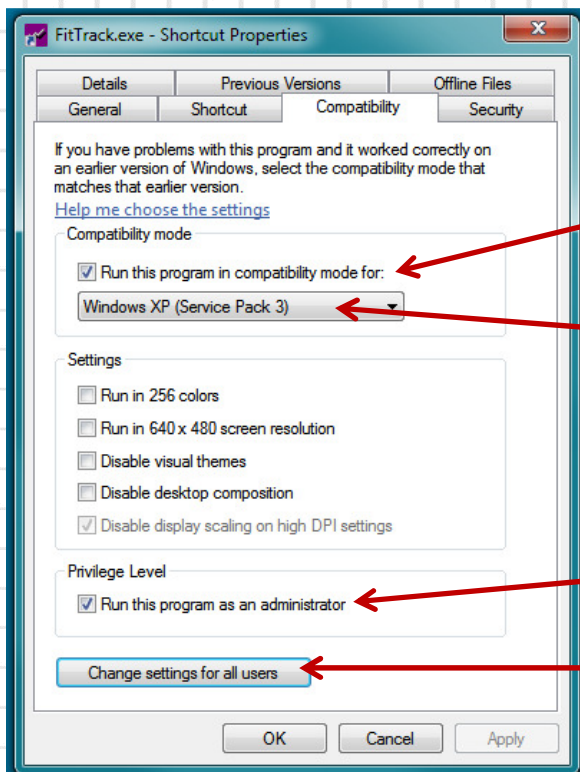 FitTrack.exe - Shortcut Properties
Details Previous Versions Offline Files
General Shortcut Compatibility Security
If you have problems with this program and it worked correctly on
an earlier version of Windows, select the compatibility mode that
matches that earlier version.
Help me choose the settings
Compatibility mode
Run this program in compatibility mode for:
Windows XP (Service Pack 3)
Settings
Run in 256 colors
Run in 640 x 480 screen resolution
Disable visual themes
Disable desktop composition
Disable display scaling on high DPI settings
Privilege Level
Run this program as an administrator
Change settings for all users
OK Cancel Apply